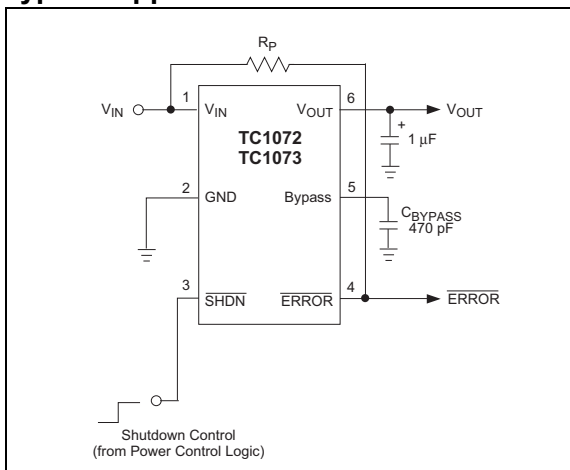 R_P
1
6
V_IN
V_IN
V_OUT
V_OUT
TC1072
TC1073
+
1 µF
2
GND
Bypass
5
C_BYPASS
470 pF
3
SHDN
ERROR
4
ERROR
Shutdown Control
(from Power Control Logic)